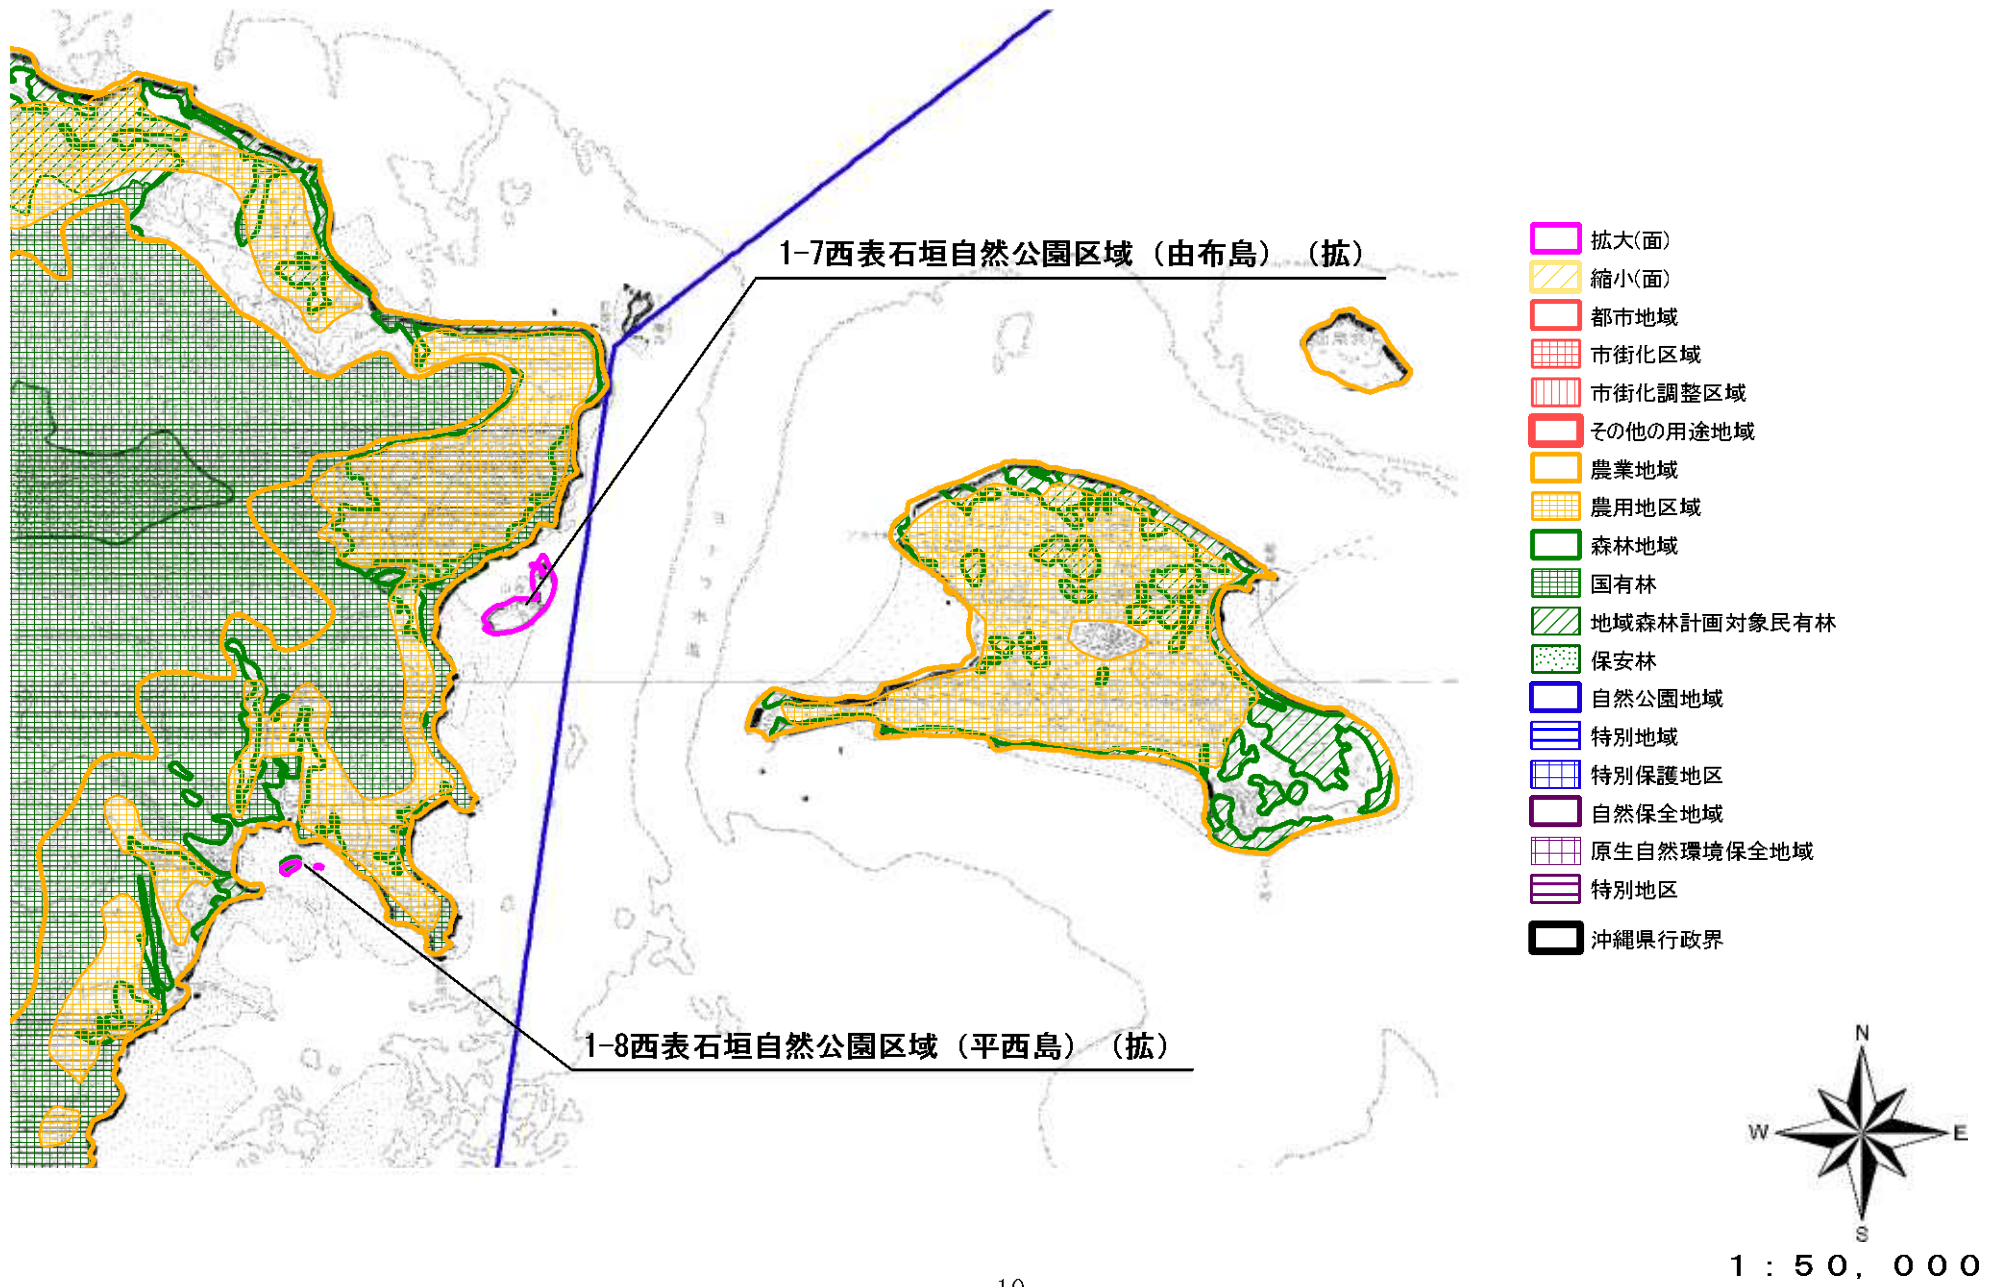 1-7西表石垣自然公園区域（由布島）（拡）
1-8西表石垣自然公園区域（平西島）（拡）
ヨナラ水道
拡大(面)
縮小(面)
都市地域
市街化区域
市街化調整区域
その他の用途地域
農業地域
農用地区域
森林地域
国有林
地域森林計画対象民有林
保安林
自然公園地域
特別地域
特別保護地区
自然保全地域
原生自然環境保全地域
特別地区
沖縄県行政界
N
W
E
S
1：50，000